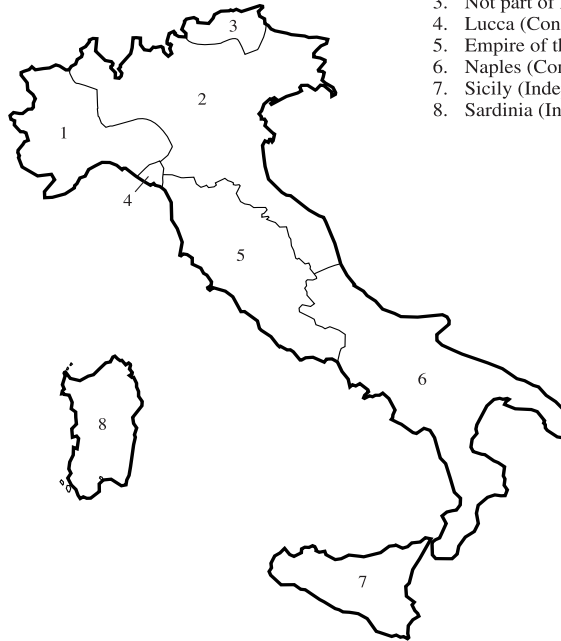 3. Not part of
4. Lucca (Con
5. Empire of th
6. Naples (Con
7. Sicily (Inde
8. Sardinia (In
3
2
1
4
5
6
8
7